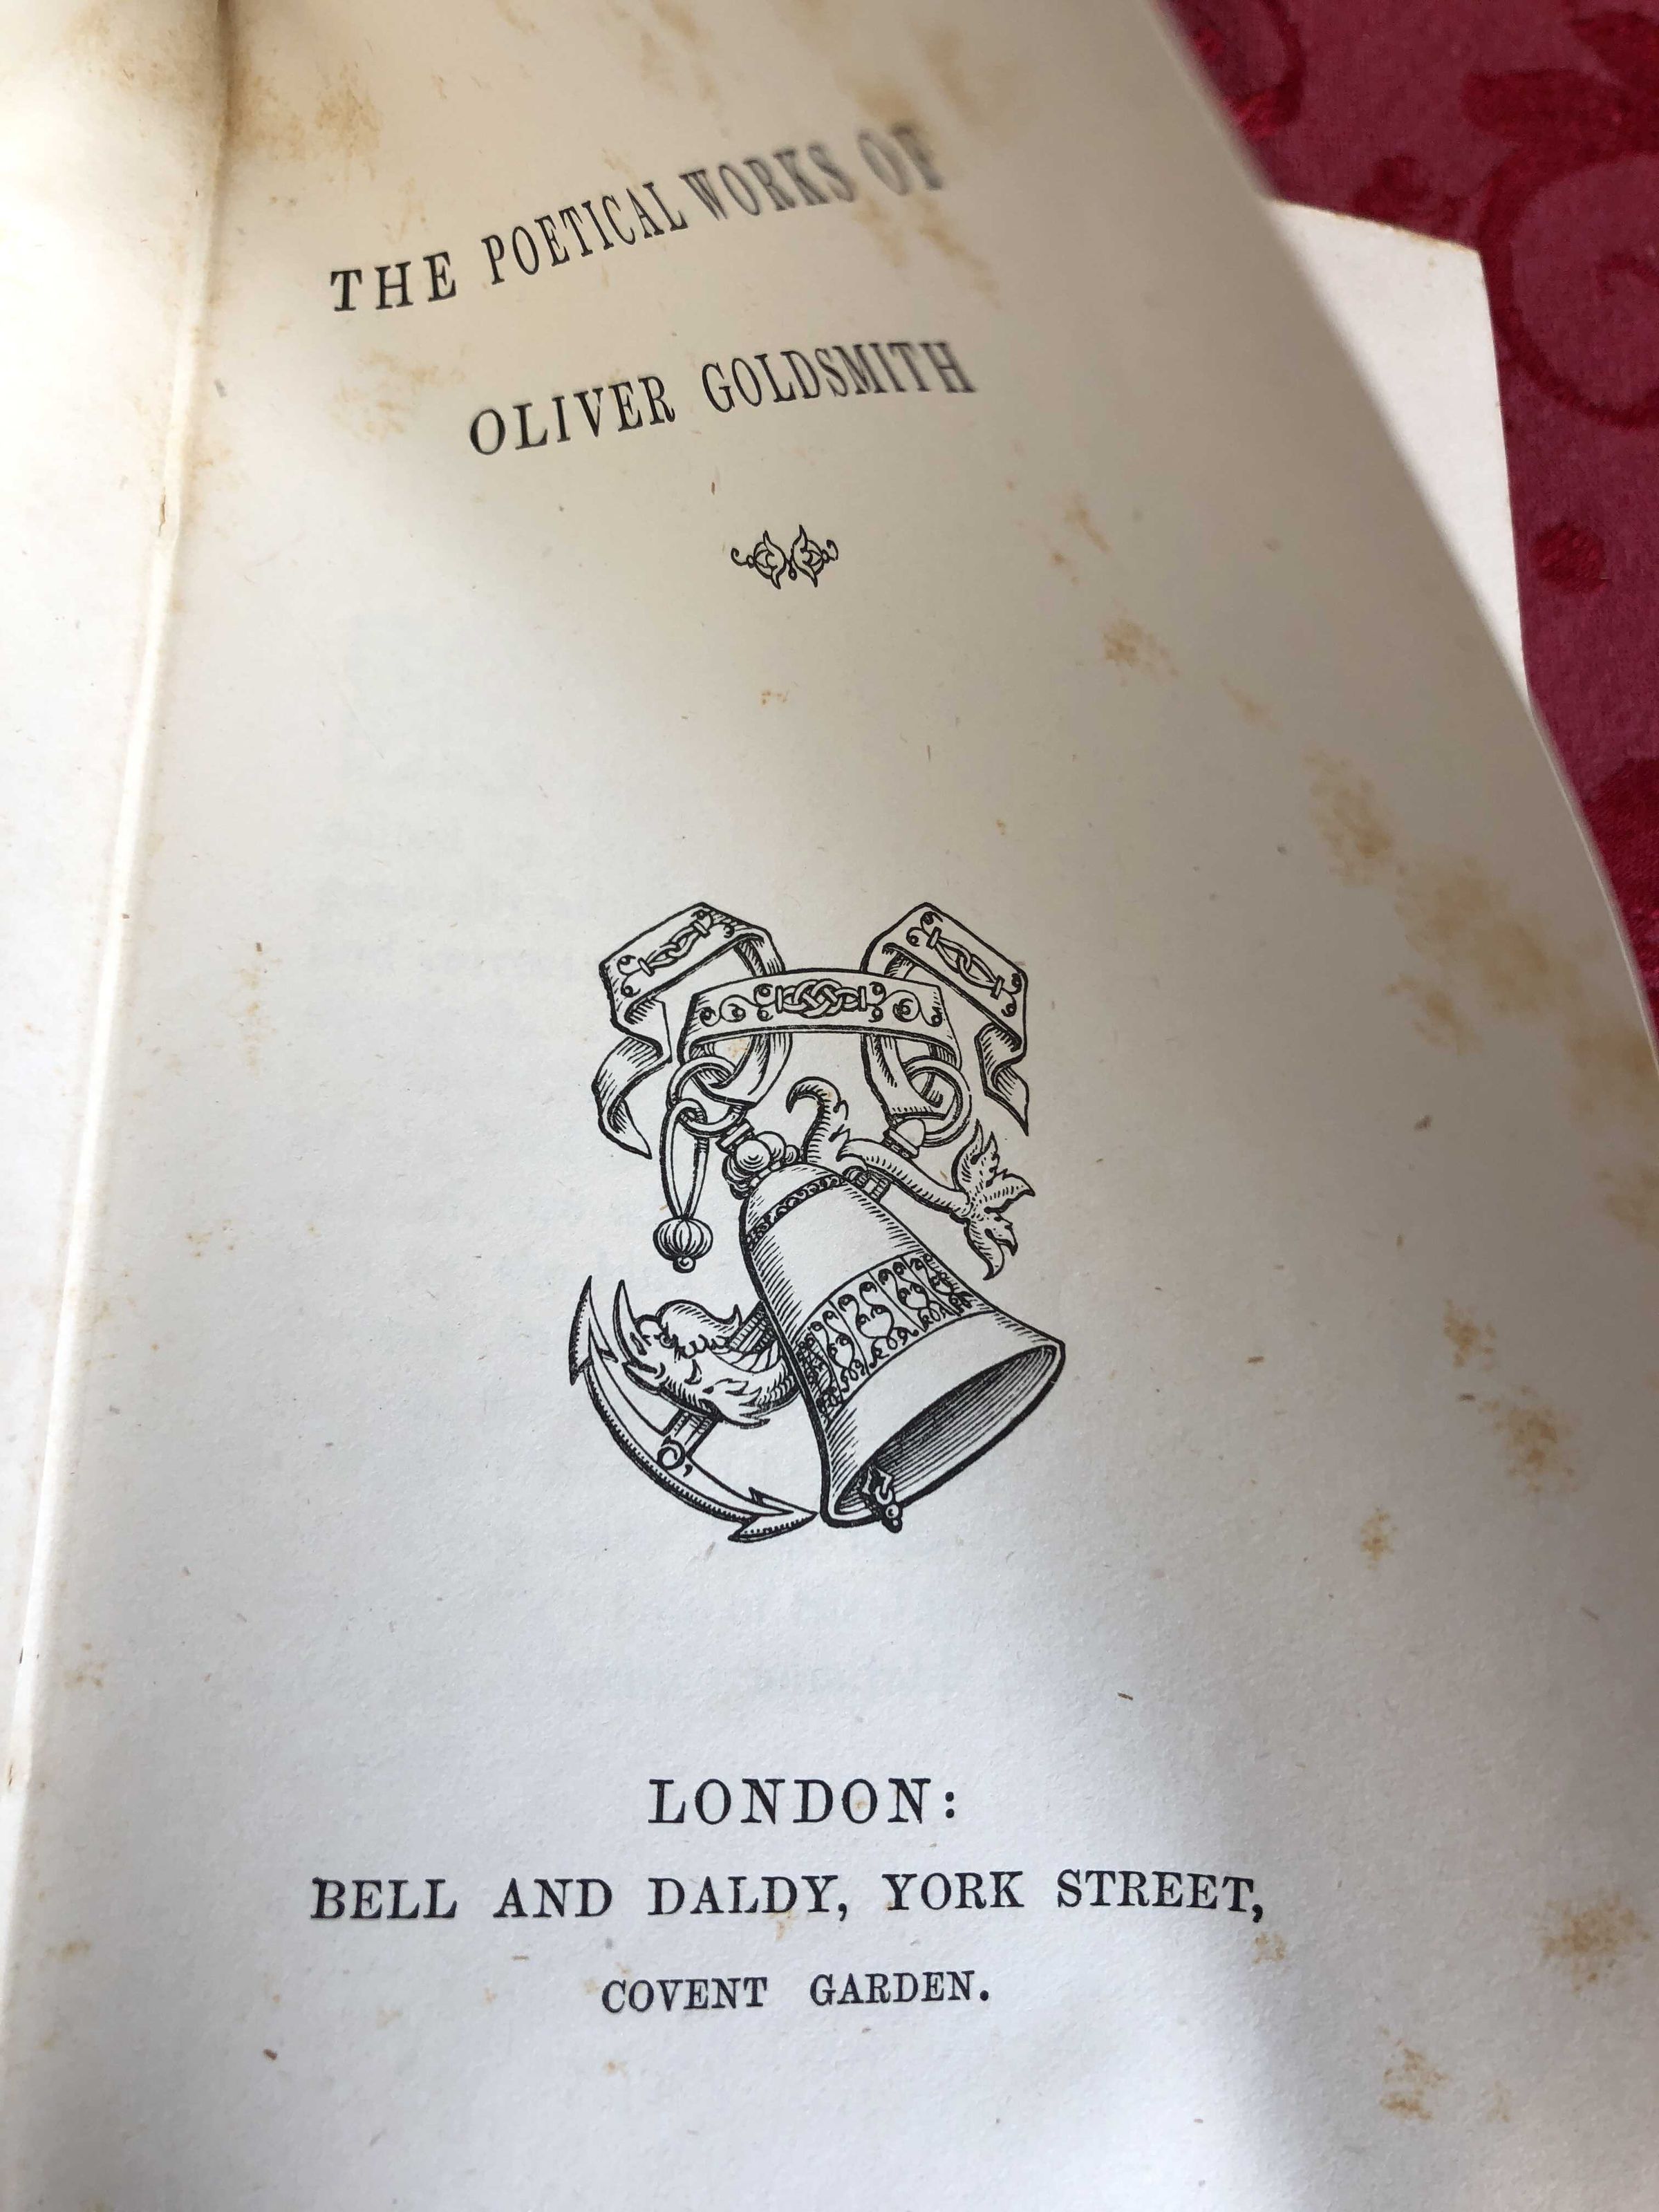 THE POETICAL WORKS OF
OLIVER GOLDSMITH
LONDON:
BELL AND DALDY, YORK STREET,
COVENT GARDEN.